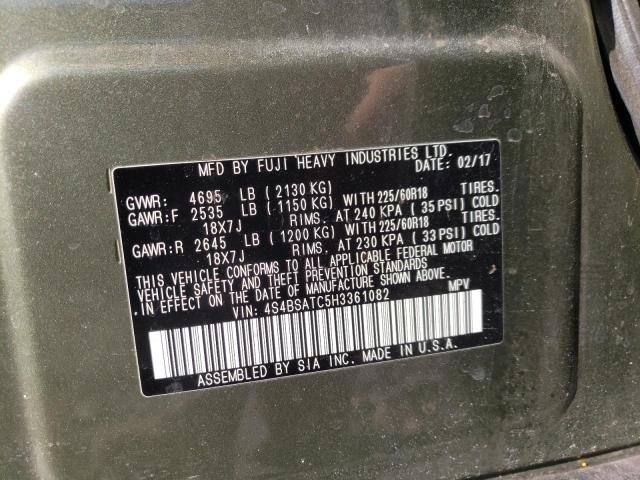 MFD BY FUJI HEAVY INDUSTRIES LTD.
DATE: 02/17
GVWR: 4695 LB (2130 KG)
GAWR:F 2535 LB (1150 KG) WITH 225/60R18 TIRES.
18X7J RIMS. AT 240 KPA (35 PSI) COLD
GAWR:R 2645 LB (1200 KG) WITH 225/60R18 TIRES.
18X7J RIMS. AT 230 KPA (33 PSI) COLD
THIS VEHICLE CONFORMS TO ALL APPLICABLE FEDERAL MOTOR
VEHICLE SAFETY AND THEFT PREVENTION STANDARDS
IN EFFECT ON THE DATE OF MANUFACTURE SHOWN ABOVE.
VIN: 4S4BSATC5H3361082 MPV
ASSEMBLED BY SIA INC. MADE IN U.S.A.